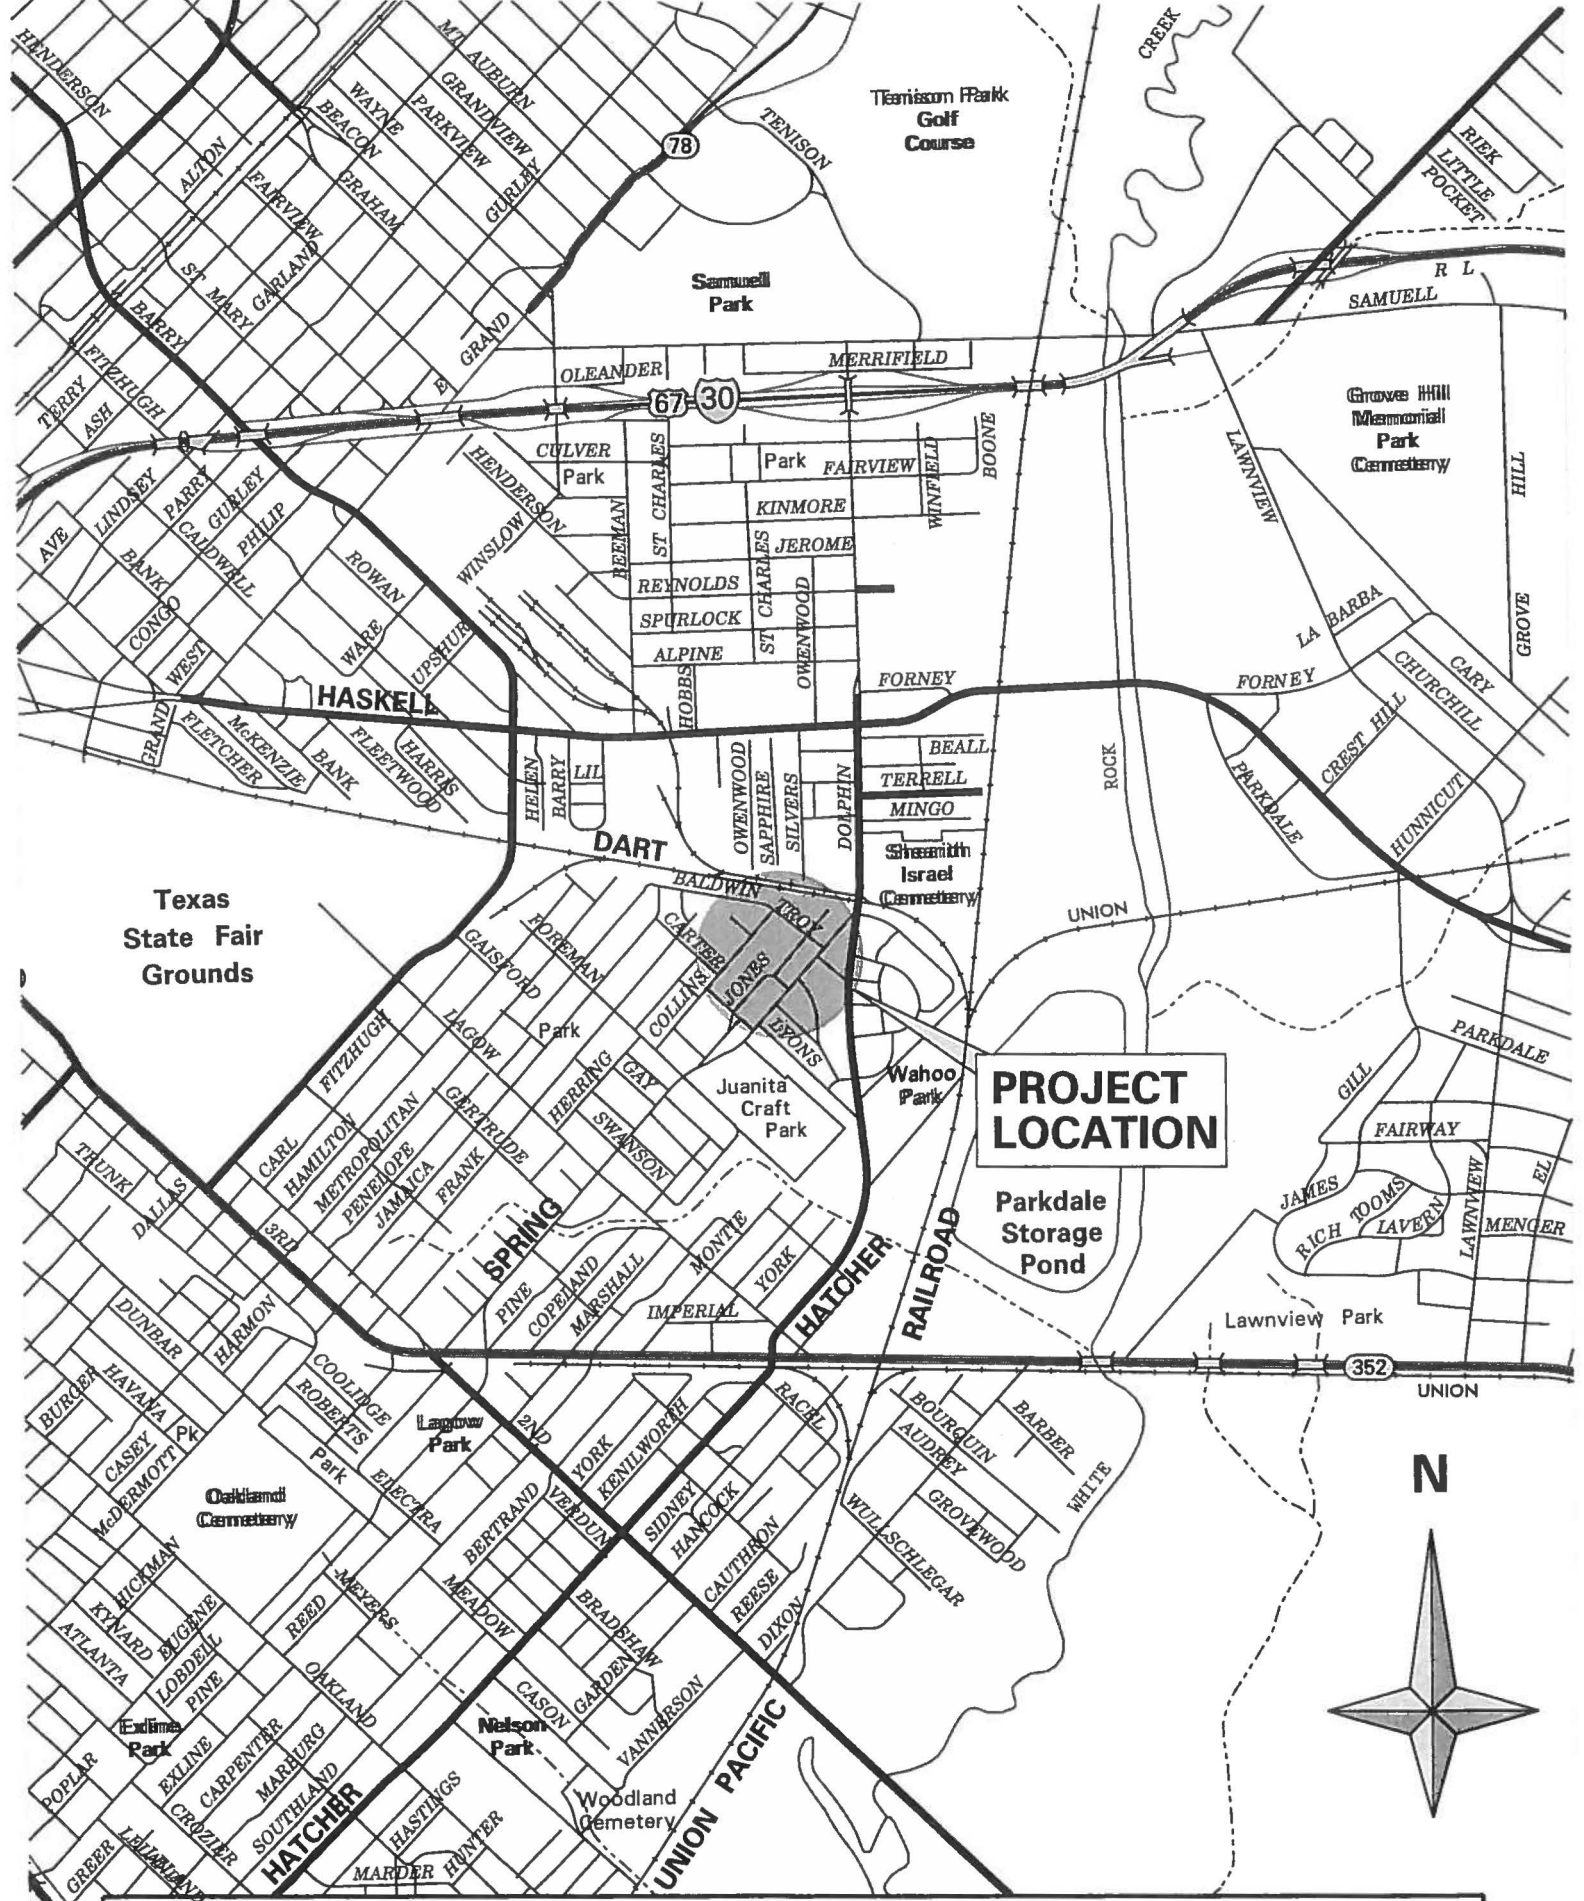 HENDERSON
MT AUBURN
GRANDVIEW
PARKVIEW
WAYNE
BEACON
GRAHAM
GURLEY
ALTON
FAIRVIEW
GARLAND
ST MARY
BARRY
78
TENISON
Tenison Park
Golf
Course
CREEK
RIEK
LITTLE
POCKET
R L
SAMUELL
Samuell
Park
GRAND
E
FITZHUGH
TERRY
ASH
OLEANDER
MERRIFIELD
67
30
CULVER
Park
Park
FAIRVIEW
WINFIELD
BOONE
Grove Hill
Memorial
Park
Cemetery
LAWNVIEW
HILL
GROVE
HENDERSON
WINSLOW
BEEMAN
ST CHARLES
KINMORE
JEROME
REYNOLDS
SPURLOCK
ALPINE
ST CHARLES
OWENWOOD
HOBBS
AVE
LINDSEY
PARRY
GURLEY
PHILIP
CALDWELL
BANK
CONGO
WEST
ROWAN
WARE
UPSHUR
HASKELL
GRAND
FLETCHER
McKENZIE
BANK
FLEETWOOD
HARRIS
HELEN
BARRY
LIL
OWENWOOD
SAPPHIRE
SILVERS
DOLPHIN
FORNEY
BEALL
TERRELL
MINGO
ROCK
LA BARBA
CARY
CHURCHILL
FORNEY
CREST HILL
PARKDALE
HUNNICUT
DART
BALDWIN
TROY
CARTER
JONES
COLLINS
LYONS
Shearith
Israel
Cemetery
UNION
Texas
State Fair
Grounds
FOREMAN
GAISFORD
LAGOW
Park
FITZHUGH
HERRING
GAY
SWANSON
GERTRUDE
Juanita
Craft
Park
Wahoo
Park
PROJECT
LOCATION
PARKDALE
GILL
FAIRWAY
JAMES
TOOMS
RICH
LAVERN
LAWNVIEW
EL
MENGER
CARL
HAMILTON
METROPOLITAN
PENELOPE
JAMAICA
FRANK
TRUNK
DALLAS
3RD
SPRING
PINE
COPELAND
MARSHALL
MONTIE
YORK
IMPERIAL
HATCHER
RAILROAD
Parkdale
Storage
Pond
Lawnview Park
352
UNION
DUNBAR
HARMON
HAVANA
BURGER
COOLIDGE
ROBERTS
CASEY
Pk
McDERMOTT
Park
Lagow
Park
2ND
YORK
KENILWORTH
RACEL
BOURQUIN
AUDREY
BARBER
WHITE
Oakland
Cemetery
ELECTRA
BERTRAND
VERDUN
SIDNEY
HANCOCK
CAUTHRON
REESE
DIXON
WULLSCHLEGAR
GROVEWOOD
N
HICKMAN
KYNARD
ATLANTA
EUGENE
LOBDELL
PINE
REED
MEYERS
MEADOW
OAKLAND
BRADSHAW
GARDEN
CASON
VANNERSON
Exline
Park
EXLINE
CARPENTER
MARBURG
SOUTHLAND
CROZIER
POPLAR
GREER
HATCHER
HASTINGS
HUNTER
MARDER
Nelson
Park
Woodland
Cemetery
UNION PACIFIC